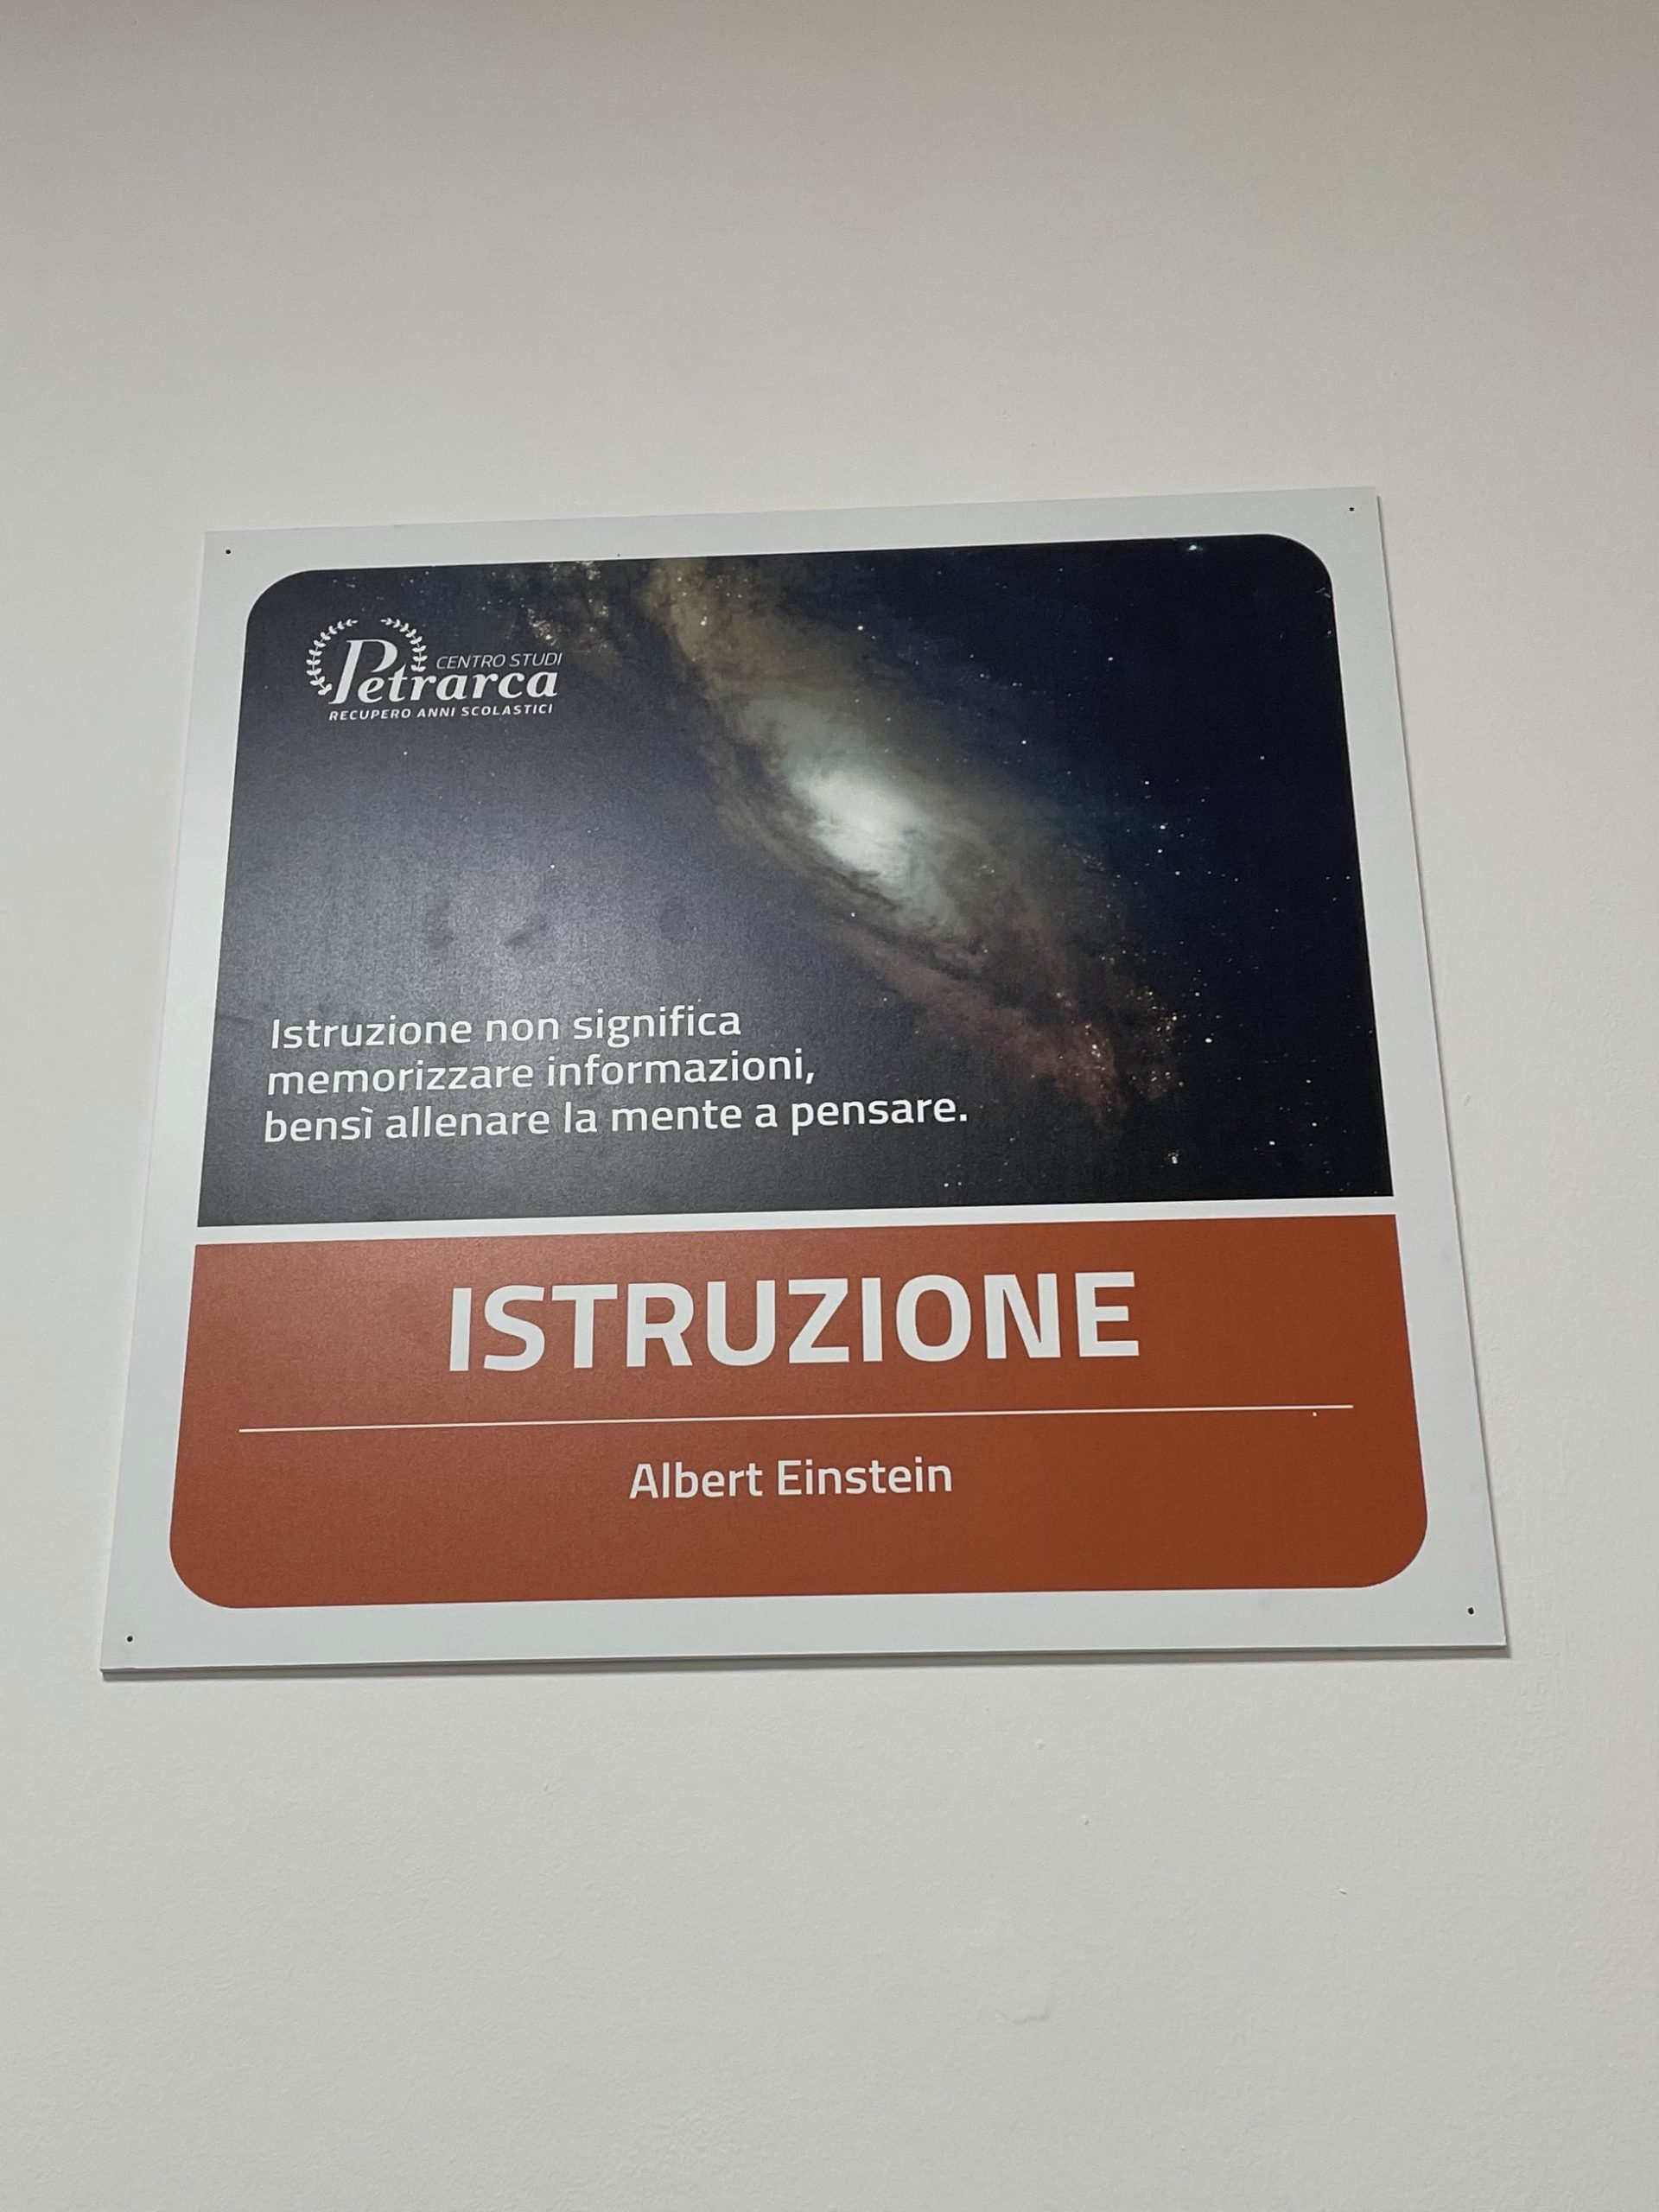 CENTRO STUDI
Petrarca
RECUPERO ANNI SCOLASTICI
Istruzione non significa
memorizzare informazioni,
bensì allenare la mente a pensare.
ISTRUZIONE
Albert Einstein